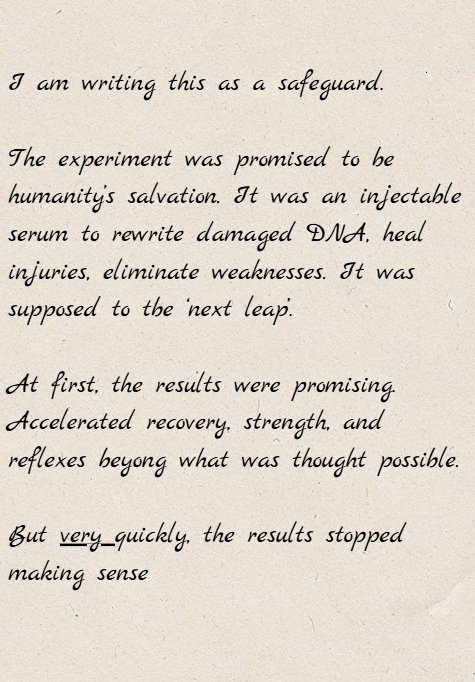 I am writing this as a safeguard.
The experiment was promised to be
humanity's salvation. It was an injectable
serum to rewrite damaged DNA, heal
injuries, eliminate weaknesses. It was
supposed to the 'next leap'.
At first, the results were promising.
Accelerated recovery, strength, and
reflexes beyong what was thought possible.
But very quickly, the results stopped
making sense